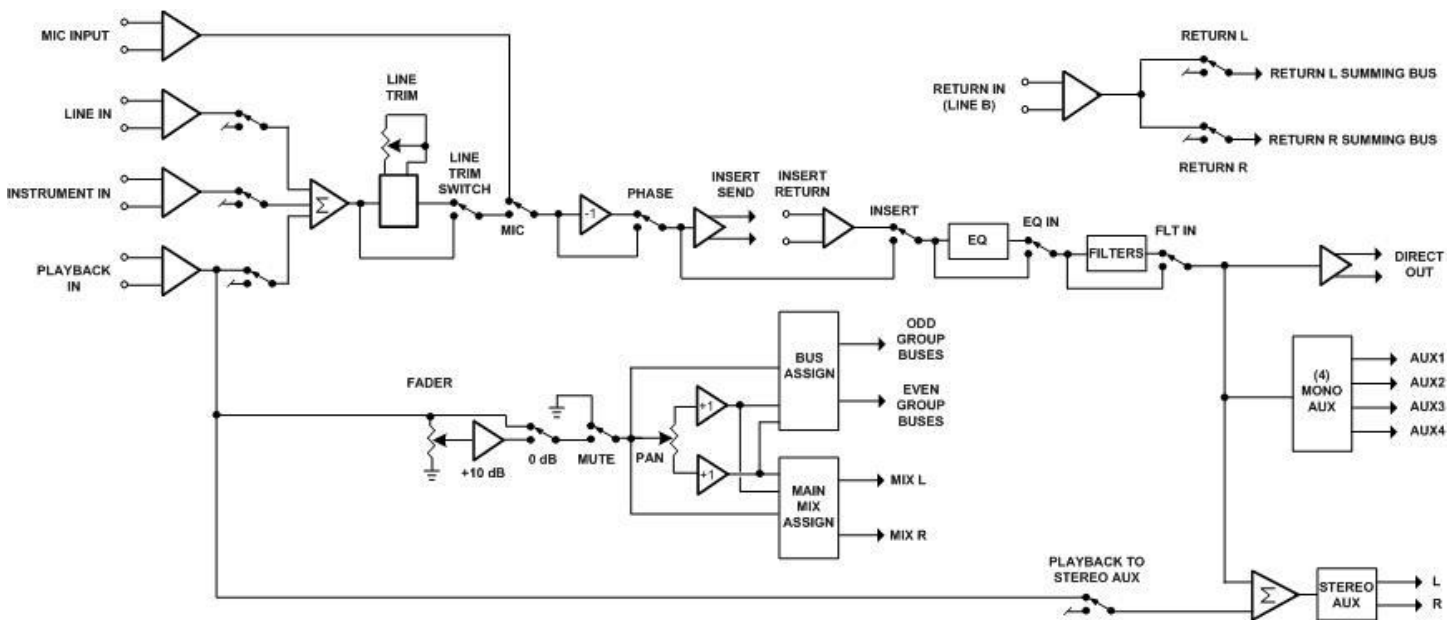 MIC INPUT
LINE IN
INSTRUMENT IN
PLAYBACK
IN
Σ
LINE
TRIM
LINE
TRIM
SWITCH
MIC
-1
PHASE
INSERT
SEND
INSERT
RETURN
INSERT
EQ
EQ IN
FILTERS
FLT IN
DIRECT
OUT
RETURN IN
(LINE B)
RETURN L
RETURN L SUMMING BUS
RETURN R SUMMING BUS
RETURN R
(4)
MONO
AUX
AUX1
AUX2
AUX3
AUX4
FADER
+10 dB
0 dB
MUTE
PAN
+1
+1
BUS
ASSIGN
ODD
GROUP
BUSES
EVEN
GROUP
BUSES
MAIN
MIX
ASSIGN
MIX L
MIX R
PLAYBACK TO
STEREO AUX
Σ
STEREO
AUX
L
R